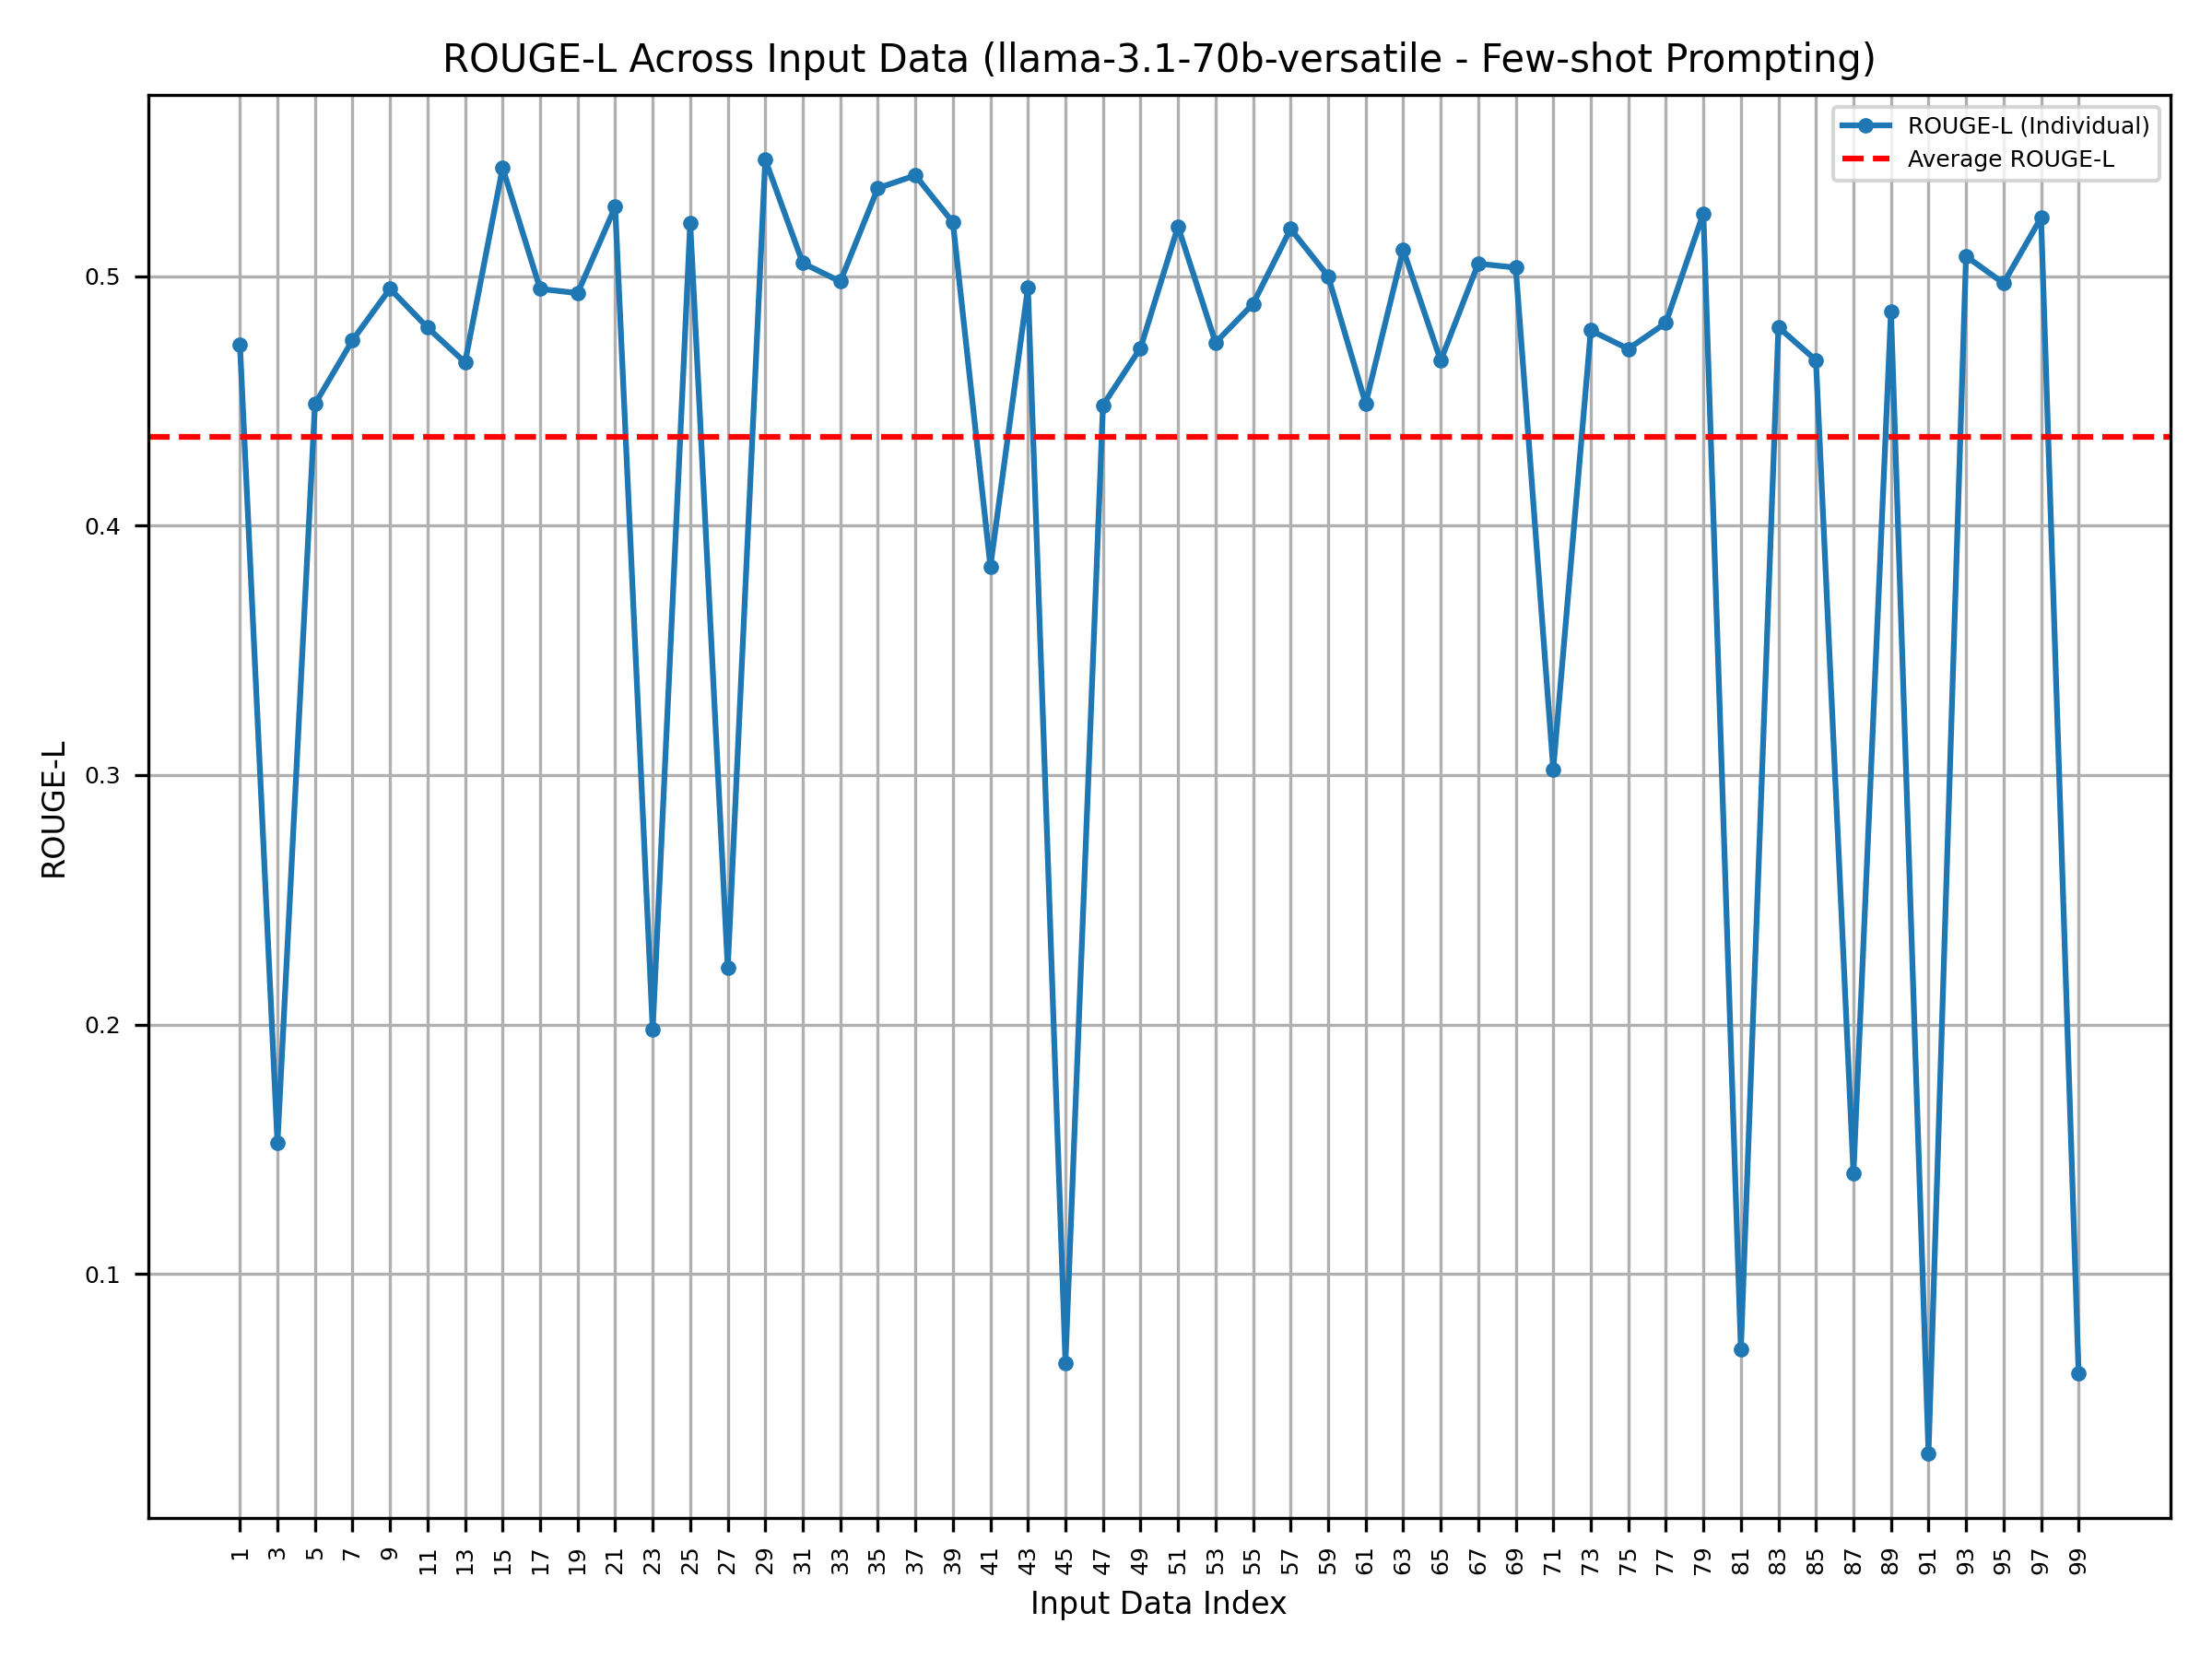 ROUGE-L Across Input Data (llama-3.1-70b-versatile - Few-shot Prompting)
ROUGE-L (Individual)
Average ROUGE-L
ROUGE-L
0.5
0.4
0.3
0.2
0.1
1 3 5 7 9 11 13 15 17 19 21 23 25 27 29 31 33 35 37 39 41 43 45 47 49 51 53 55 57 59 61 63 65 67 69 71 73 75 77 79 81 83 85 87 89 91 93 95 97 99
Input Data Index